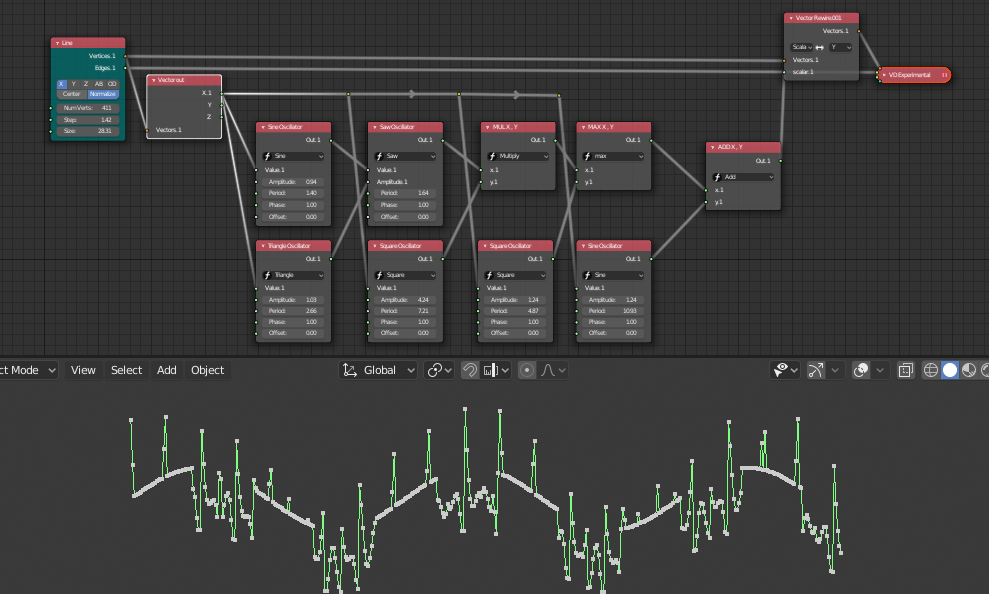 Line
Vertices.1
Edges.1
X Y Z AB OD
Center Normalize
Num Verts: 411
Step: 1.42
Size: 28.31
Vector out
X.1
Y
Z
Vectors.1
Sine Oscillator
Out.1
Sine
Value.1
Amplitude: 0.94
Period: 1.40
Phase: 1.00
Offset: 0.00
Saw Oscillator
Out.1
Saw
Value.1
Amplitude.1
Period: 1.64
Phase: 1.00
Offset: 0.00
MUL X, Y
Out.1
Multiply
x.1
y.1
MAX X, Y
Out.1
max
x.1
y.1
ADD X, Y
Out.1
Add
x.1
y.1
Vector Rewire.001
Vectors.1
Scala Y
Vectors.1
scalar.1
VD Experimental
Triangle Oscillator
Out.1
Triangle
Value.1
Amplitude: 1.03
Period: 2.66
Phase: 1.00
Offset: 0.00
Square Oscillator
Out.1
Square
Value.1
Amplitude: 4.24
Period: 7.21
Phase: 1.00
Offset: 0.00
Square Oscillator
Out.1
Square
Value.1
Amplitude: 1.24
Period: 4.87
Phase: 1.00
Offset: 0.00
Sine Oscillator
Out.1
Sine
Value.1
Amplitude: 1.24
Period: 10.93
Phase: 1.00
Offset: 0.00
ct Mode View Select Add Object Global